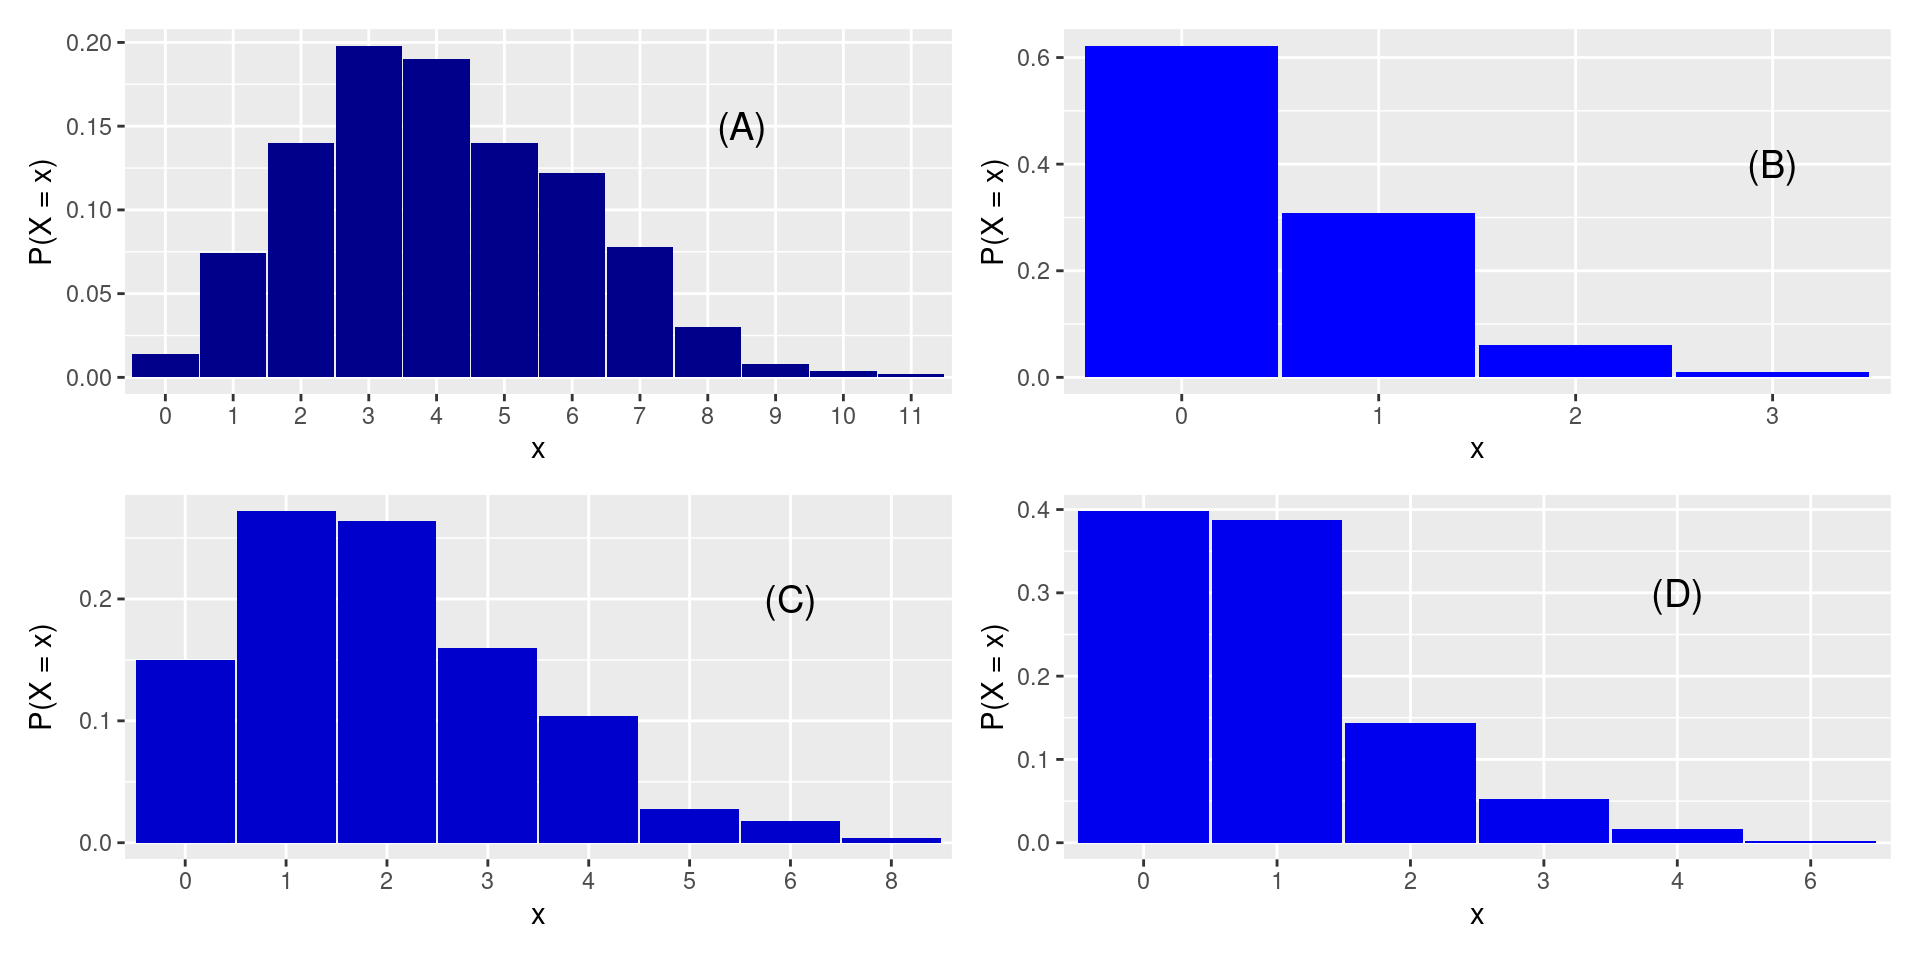 0.20
0.15
0.10
0.05
0.00
P(X = x)
(A)
0 1 2 3 4 5 6 7 8 9 10 11
x
0.6
0.4
0.2
0.0
P(X = x)
(B)
0 1 2 3
x
0.2
0.1
0.0
P(X = x)
(C)
0 1 2 3 4 5 6 8
x
0.4
0.3
0.2
0.1
0.0
P(X = x)
(D)
0 1 2 3 4 6
x